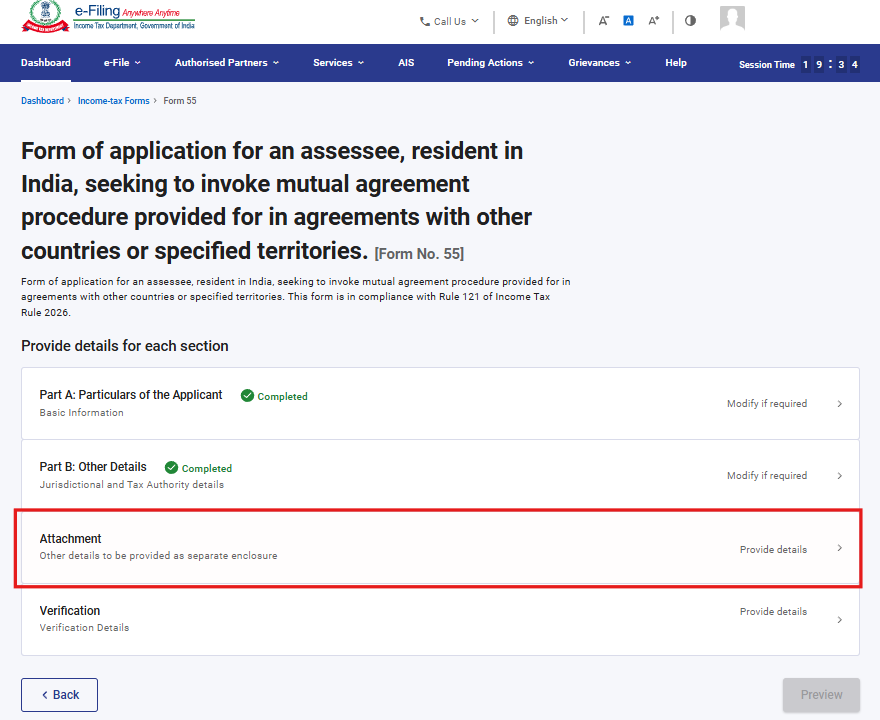 e-Filing Anywhere Anytime
Income Tax Department, Government of India
Call Us
English
A-
A
A+
Dashboard
e-File
Authorised Partners
Services
AIS
Pending Actions
Grievances
Help
Session Time 1 9 : 3 4
Dashboard > Income-tax Forms > Form 55
Form of application for an assessee, resident in
India, seeking to invoke mutual agreement
procedure provided for in agreements with other
countries or specified territories. [Form No. 55]
Form of application for an assessee, resident in India, seeking to invoke mutual agreement procedure provided for in
agreements with other countries or specified territories. This form is in compliance with Rule 121 of Income Tax
Rule 2026.
Provide details for each section
Part A: Particulars of the Applicant Completed
Basic Information
Modify if required
Part B: Other Details Completed
Jurisdictional and Tax Authority details
Modify if required
Attachment
Other details to be provided as separate enclosure
Provide details
Verification
Verification Details
Provide details
Back
Preview